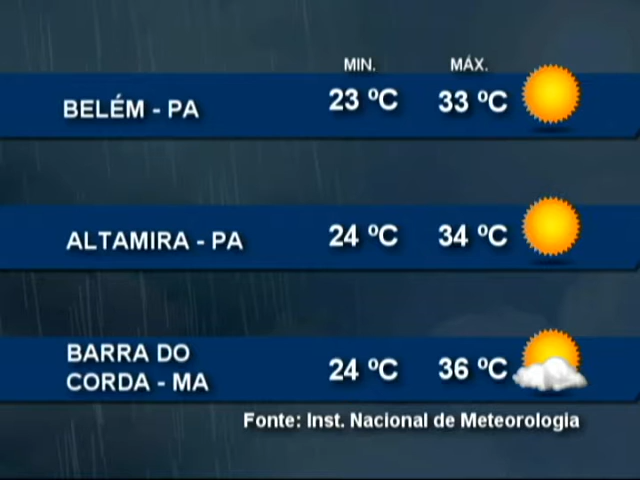 MIN. MÁX.
BELÉM - PA 23 ºC 33 ºC
ALTAMIRA - PA 24 ºC 34 ºC
BARRA DO
CORDA - MA 24 ºC 36 ºC
Fonte: Inst. Nacional de Meteorologia